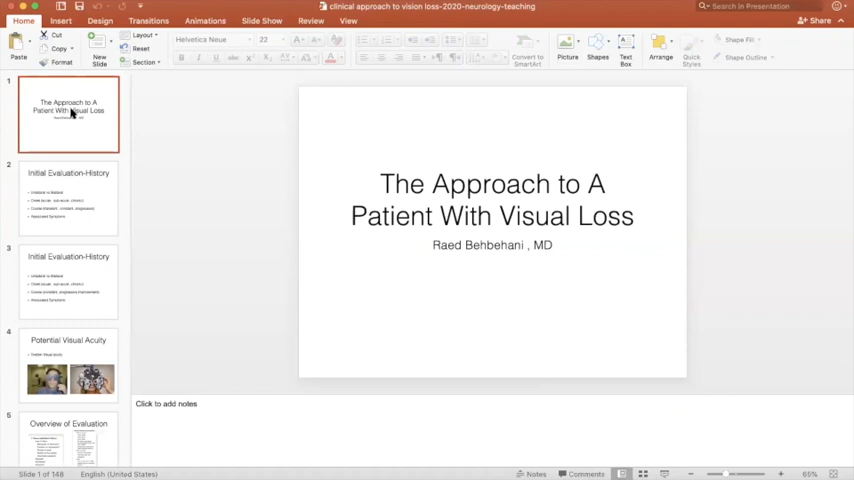 clinical approach to vision loss-2020-neurology-teaching
Search in Presentation
Home Insert Design Transitions Animations Slide Show Review View
Share
Paste
Cut
Copy
Format
New
Slide
Layout
Reset
Section
Helvetica Neue
22
B I U
Convert to
SmartArt
Picture
Shapes
Text
Box
Arrange
Quick
Styles
Shape Fill
Shape Outline
1
The Approach to A
Patient With Visual Loss
2
Initial Evaluation-History
3
Initial Evaluation-History
4
Potential Visual Acuity
5
Overview of Evaluation
The Approach to A
Patient With Visual Loss
Raed Behbehani , MD
Click to add notes
Slide 1 of 148
English (United States)
Notes
Comments
65%